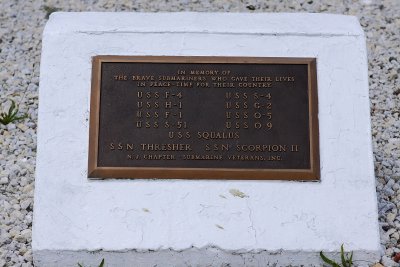 IN MEMORY OF
THE BRAVE SUBMARINERS WHO GAVE THEIR LIVES
IN PEACE-TIME FOR THEIR COUNTRY
USS F-4 USS S-4
USS H-1 USS G-2
USS F-1 USS O-5
USS S-51 USS O-9
USS SQUALUS
SSN THRESHER SSN SCORPION II
N.J. CHAPTER - SUBMARINE VETERANS, INC.